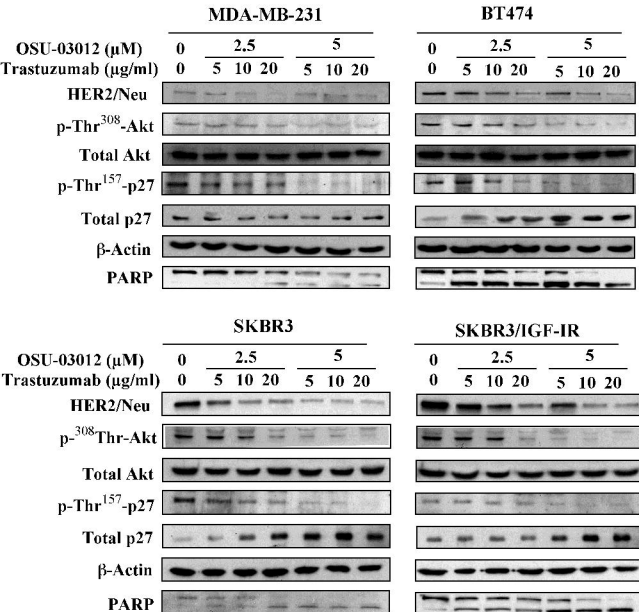 MDA-MB-231
BT474
OSU-03012 (µM) 0 2.5 5 0 2.5 5
Trastuzumab (µg/ml) 0 5 10 20 5 10 20 0 5 10 20 5 10 20
HER2/Neu
p-Thr308-Akt
Total Akt
p-Thr157-p27
Total p27
β-Actin
PARP
SKBR3
SKBR3/IGF-IR
OSU-03012 (µM) 0 2.5 5 0 2.5 5
Trastuzumab (µg/ml) 0 5 10 20 5 10 20 0 5 10 20 5 10 20
HER2/Neu
p-308Thr-Akt
Total Akt
p-Thr157-p27
Total p27
β-Actin
PARP